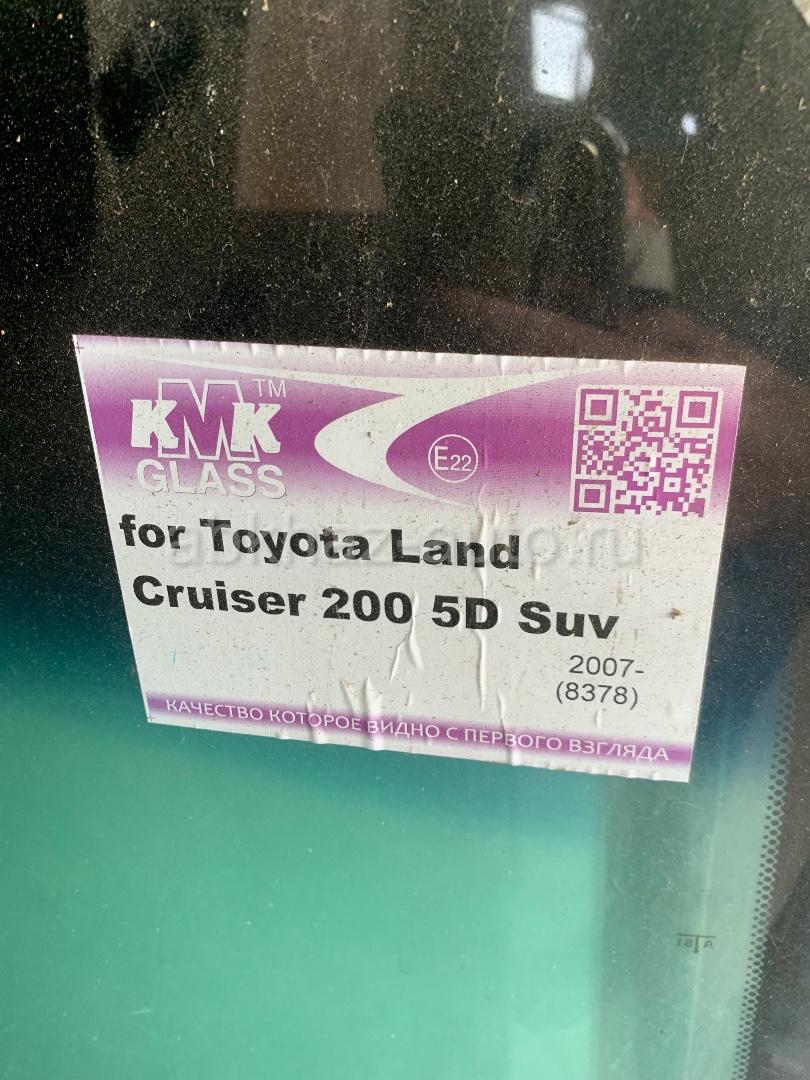 KMK™
GLASS
E22
for Toyota Land
Cruiser 200 5D Suv
2007-
(8378)
КАЧЕСТВО КОТОРОЕ ВИДНО С ПЕРВОГО ВЗГЛЯДА